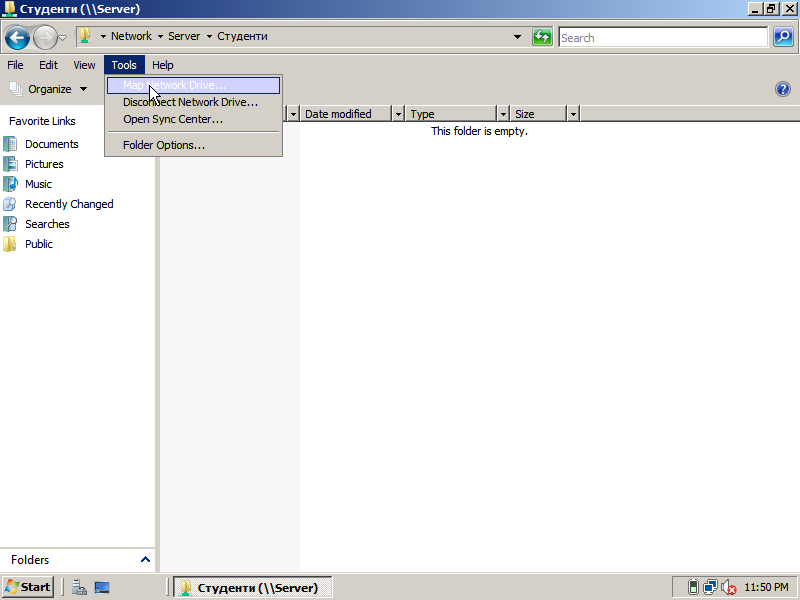 Студенти (\\Server)
Network Server Студенти
Search
File Edit View Tools Help
Map Network Drive...
Organize
Disconnect Network Drive...
Open Sync Center...
Folder Options...
Date modified Type Size
This folder is empty.
Favorite Links
Documents
Pictures
Music
Recently Changed
Searches
Public
Folders
Start
Студенти (\\Server)
11:50 PM